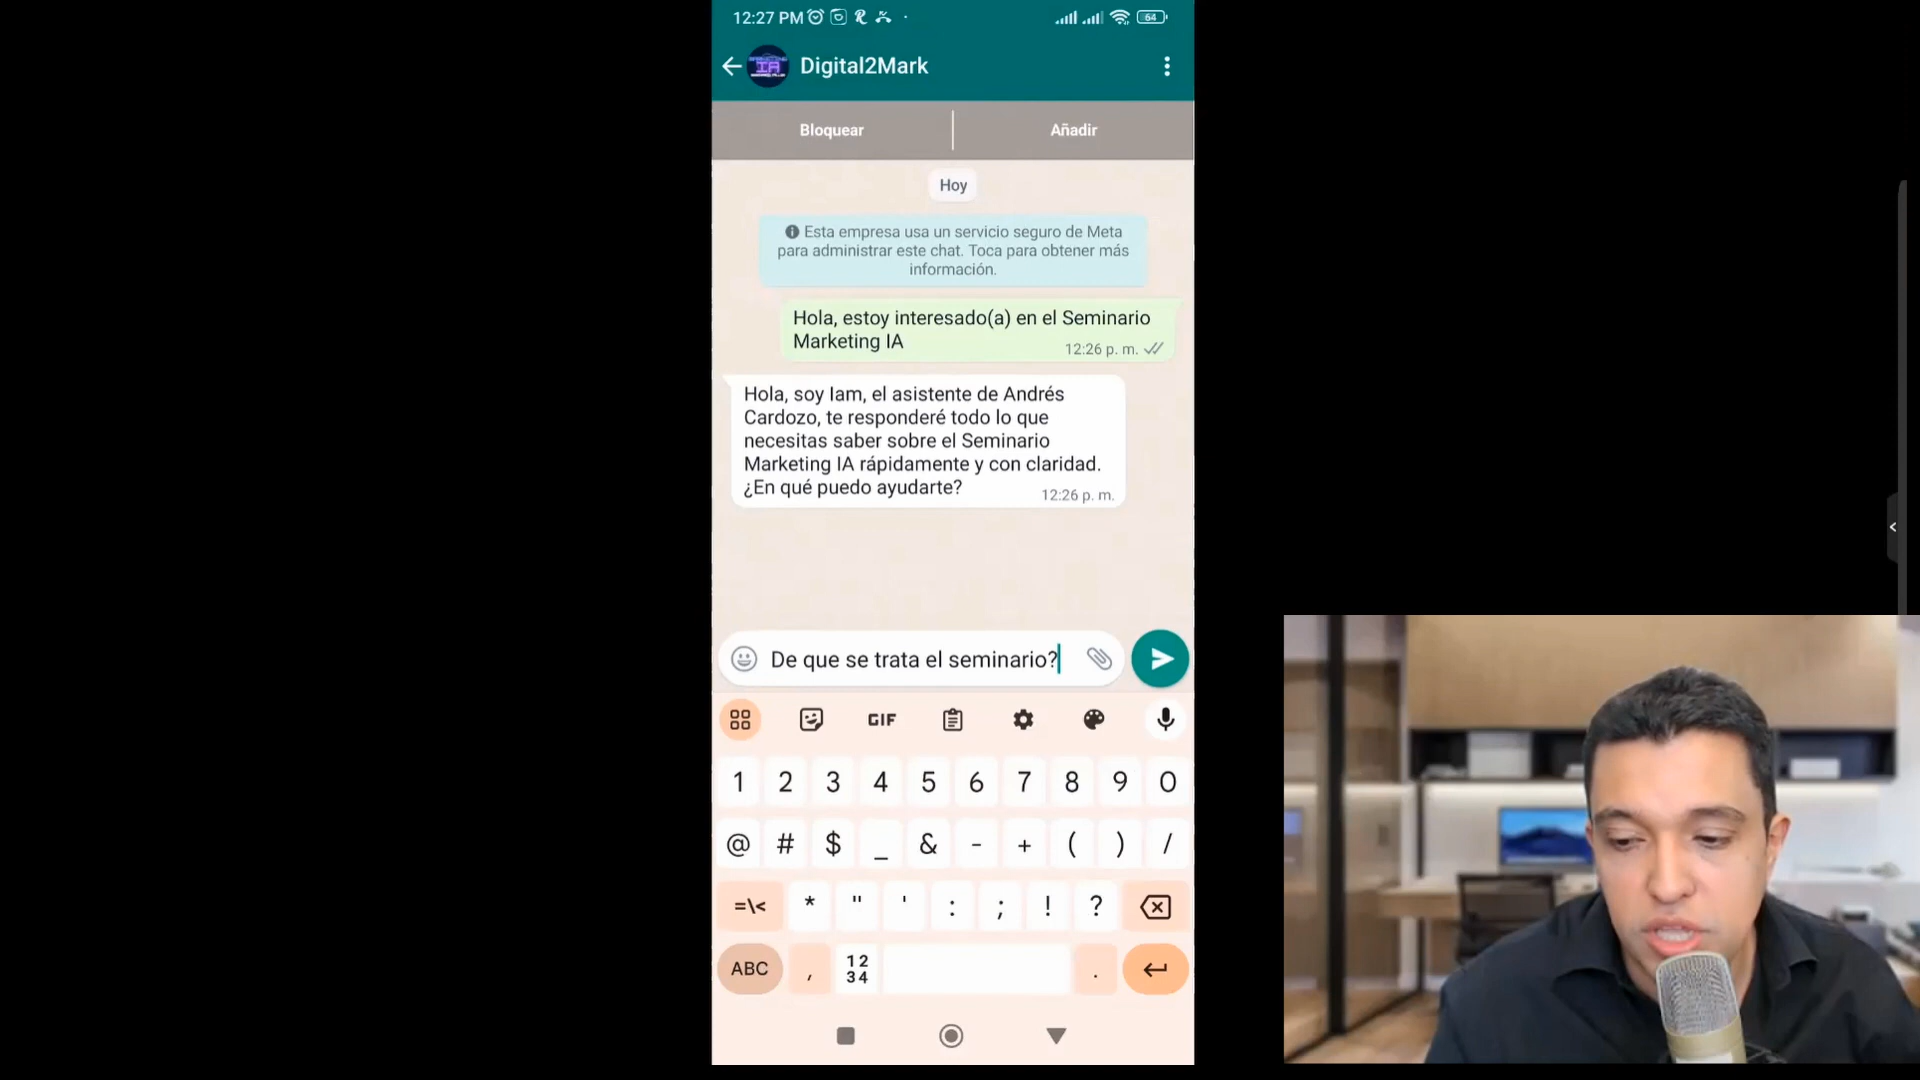 12:27 PM
64
IA
Digital2Mark
Bloquear
Añadir
Hoy
Esta empresa usa un servicio seguro de Meta
para administrar este chat. Toca para obtener más
información.
Hola, estoy interesado(a) en el Seminario
Marketing IA
12:26 p. m.
Hola, soy Iam, el asistente de Andrés
Cardozo, te responderé todo lo que
necesitas saber sobre el Seminario
Marketing IA rápidamente y con claridad.
¿En qué puedo ayudarte?
12:26 p. m.
De que se trata el seminario?
GIF
1 2 3 4 5 6 7 8 9 0
@ # $ _ & - + ( ) /
=\< * " ' : ; ! ?
ABC , 12 .
34